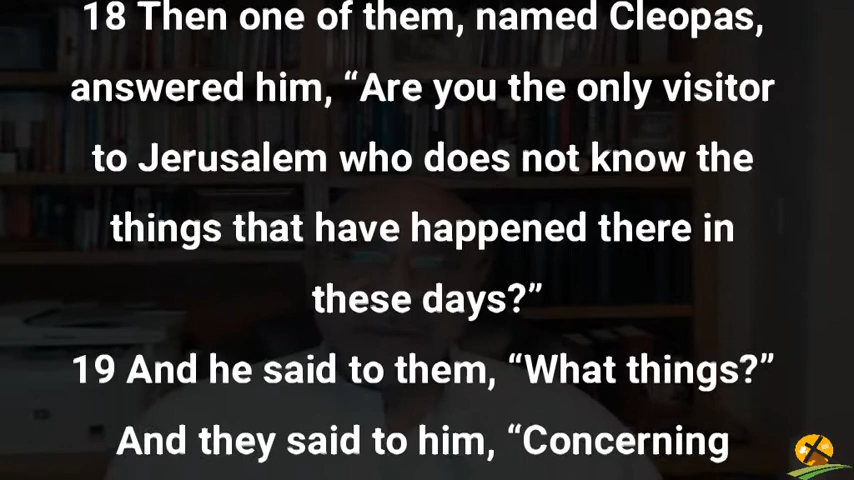 18 Then one of them, named Cleopas,
answered him, “Are you the only visitor
to Jerusalem who does not know the
things that have happened there in
these days?”
19 And he said to them, “What things?”
And they said to him, “Concerning